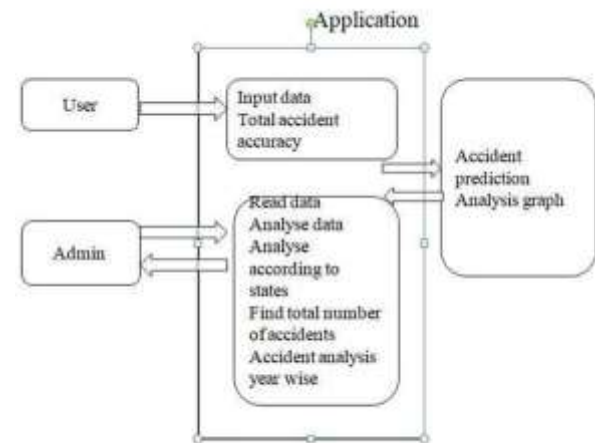 Application
User
Input data
Total accident
accuracy
Accident
prediction
Analysis graph
Admin
Read data
Analyse data
Analyse
according to
states
Find total number
of accidents
Accident analysis
year wise